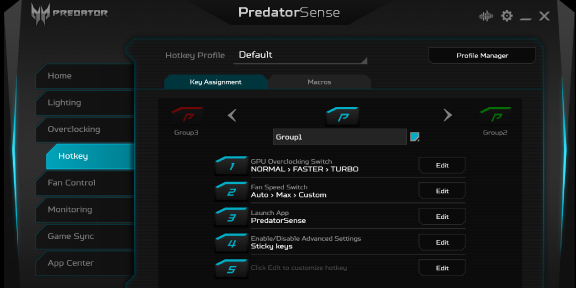 PREDATOR
PredatorSense
Hotkey Profile
Default
Profile Manager
Home
Lighting
Overclocking
Hotkey
Fan Control
Monitoring
Game Sync
App Center
Key Assignment
Macros
P
P
P
Group3
Group1
Group2
1
GPU Overclocking Switch
NORMAL > FASTER > TURBO
Edit
2
Fan Speed Switch
Auto > Max > Custom
Edit
3
Launch App
PredatorSense
Edit
4
Enable/Disable Advanced Settings
Sticky keys
Edit
5
Click Edit to customize hotkey
Edit